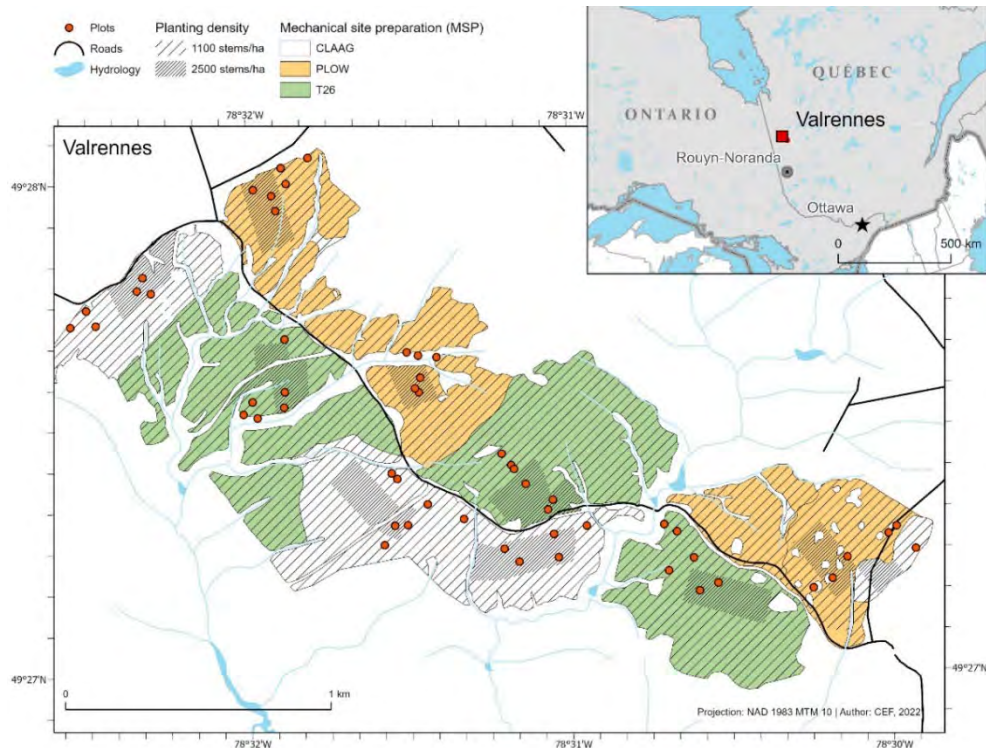 Plots
Roads
Hydrology
Planting density
1100 stems/ha
2500 stems/ha
Mechanical site preparation (MSP)
CLAAG
PLOW
T26
QUÉBEC
ONTARIO
Valrennes
Rouyn-Noranda
Ottawa
0 500 km
78°32'W 78°31'W
Valrennes
49°28'N
49°27'N
49°27'N
0 1 km
Projection: NAD 1983 MTM 10 | Author: CEF, 2022
78°32'W 78°31'W 78°30'W